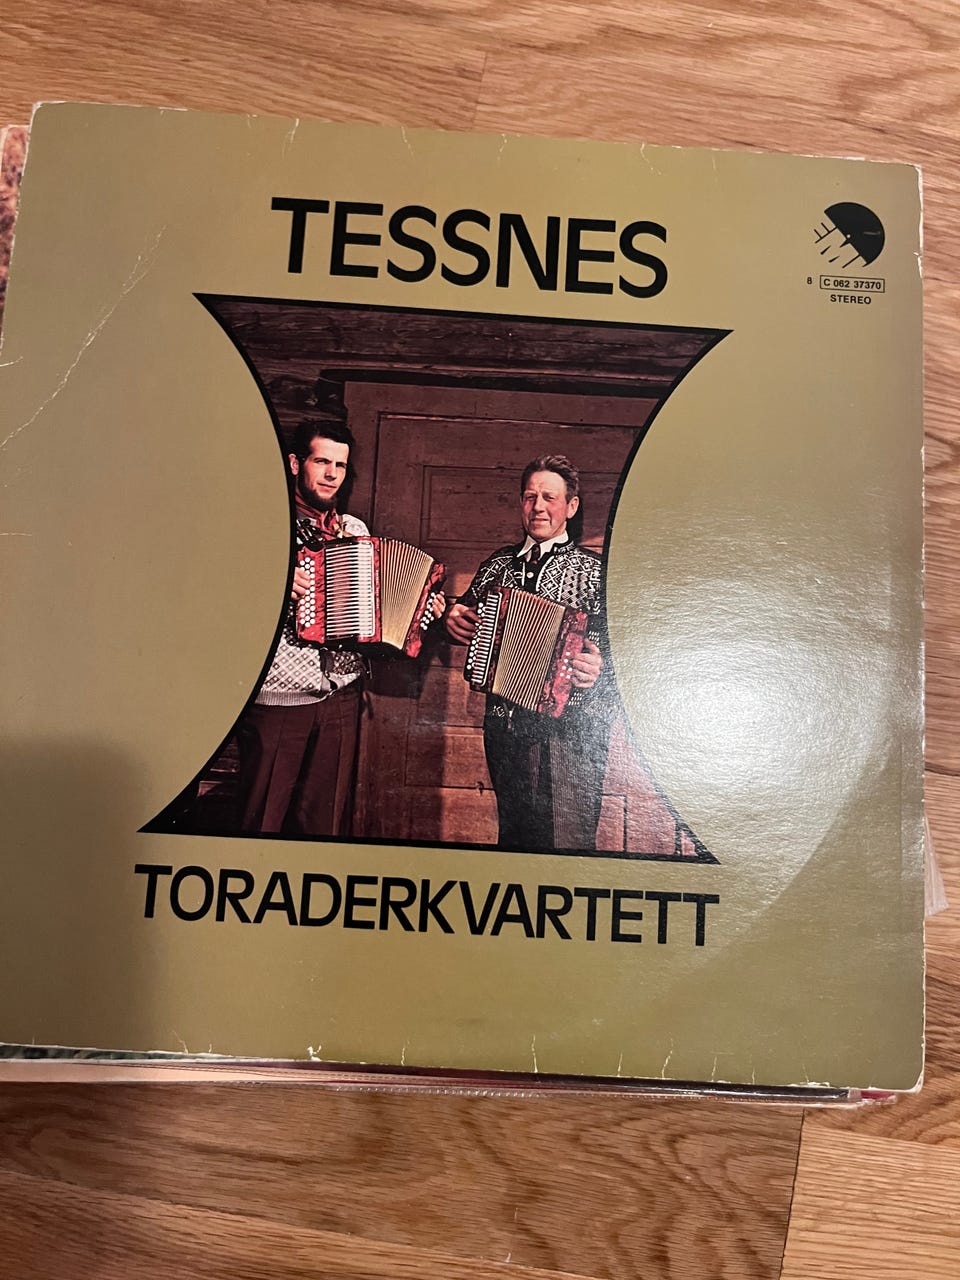 TESSNES
8 C 062 37370
STEREO
TORADERKVARTETT